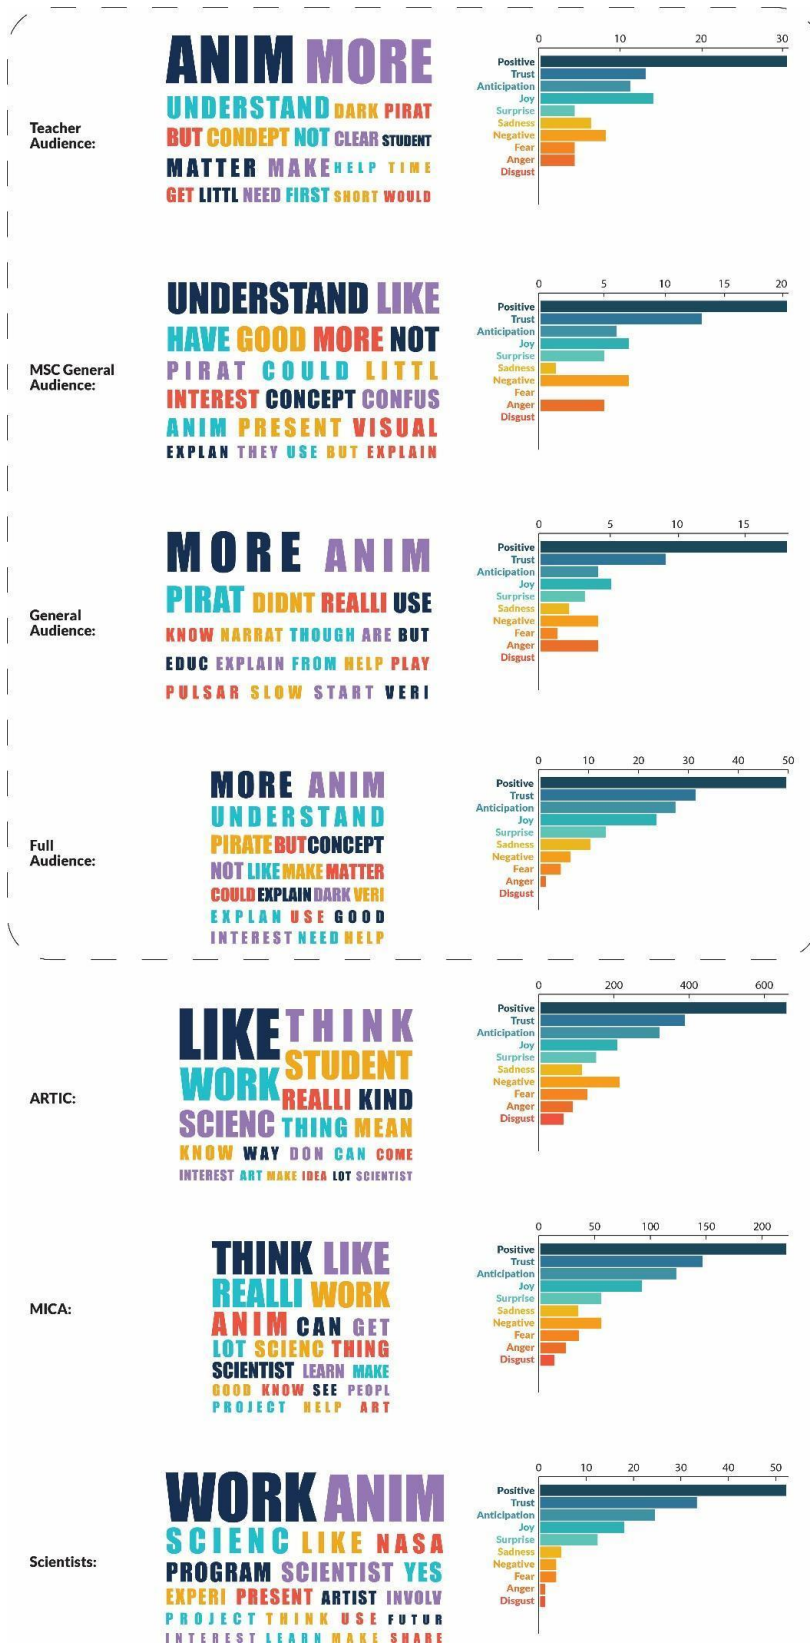 Teacher
Audience:
ANIM MORE
UNDERSTAND DARK PIRAT
BUT CONDEPT NOT CLEAR STUDENT
MATTER MAKE HELP TIME
GET LITTL NEED FIRST SHORT WOULD
0 10 20 30
Positive
Trust
Anticipation
Joy
Surprise
Sadness
Negative
Fear
Anger
Disgust
MSC General
Audience:
UNDERSTAND LIKE
HAVE GOOD MORE NOT
PIRAT COULD LITTL
INTEREST CONCEPT CONFUS
ANIM PRESENT VISUAL
EXPLAN THEY USE BUT EXPLAIN
0 5 10 15 20
Positive
Trust
Anticipation
Joy
Surprise
Sadness
Negative
Fear
Anger
Disgust
General
Audience:
MORE ANIM
PIRAT DIDNT REALLI USE
KNOW NARRAT THOUGH ARE BUT
EDUC EXPLAIN FROM HELP PLAY
PULSAR SLOW START VERI
0 5 10 15
Positive
Trust
Anticipation
Joy
Surprise
Sadness
Negative
Fear
Anger
Disgust
Full
Audience:
MORE ANIM
UNDERSTAND
PIRATE BUT CONCEPT
NOT LIKE MAKE MATTER
COULD EXPLAIN DARK VERI
EXPLAN USE GOOD
INTEREST NEED HELP
0 10 20 30 40 50
Positive
Trust
Anticipation
Joy
Surprise
Sadness
Negative
Fear
Anger
Disgust
ARTIC:
LIKE THINK
WORK STUDENT
REALLI KIND
SCIENC THING MEAN
KNOW WAY DON CAN COME
INTEREST ART MAKE IDEA LOT SCIENTIST
0 200 400 600
Positive
Trust
Anticipation
Joy
Surprise
Sadness
Negative
Fear
Anger
Disgust
MICA:
THINK LIKE
REALLI WORK
ANIM CAN GET
LOT SCIENC THING
SCIENTIST LEARN MAKE
GOOD KNOW SEE PEOPL
PROJECT HELP ART
0 50 100 150 200
Positive
Trust
Anticipation
Joy
Surprise
Sadness
Negative
Fear
Anger
Disgust
Scientists:
WORK ANIM
SCIENC LIKE NASA
PROGRAM SCIENTIST YES
EXPERI PRESENT ARTIST INVOLV
PROJECT THINK USE FUTUR
INTEREST LEARN MAKE SHARE
0 10 20 30 40 50
Positive
Trust
Anticipation
Joy
Surprise
Sadness
Negative
Fear
Anger
Disgust